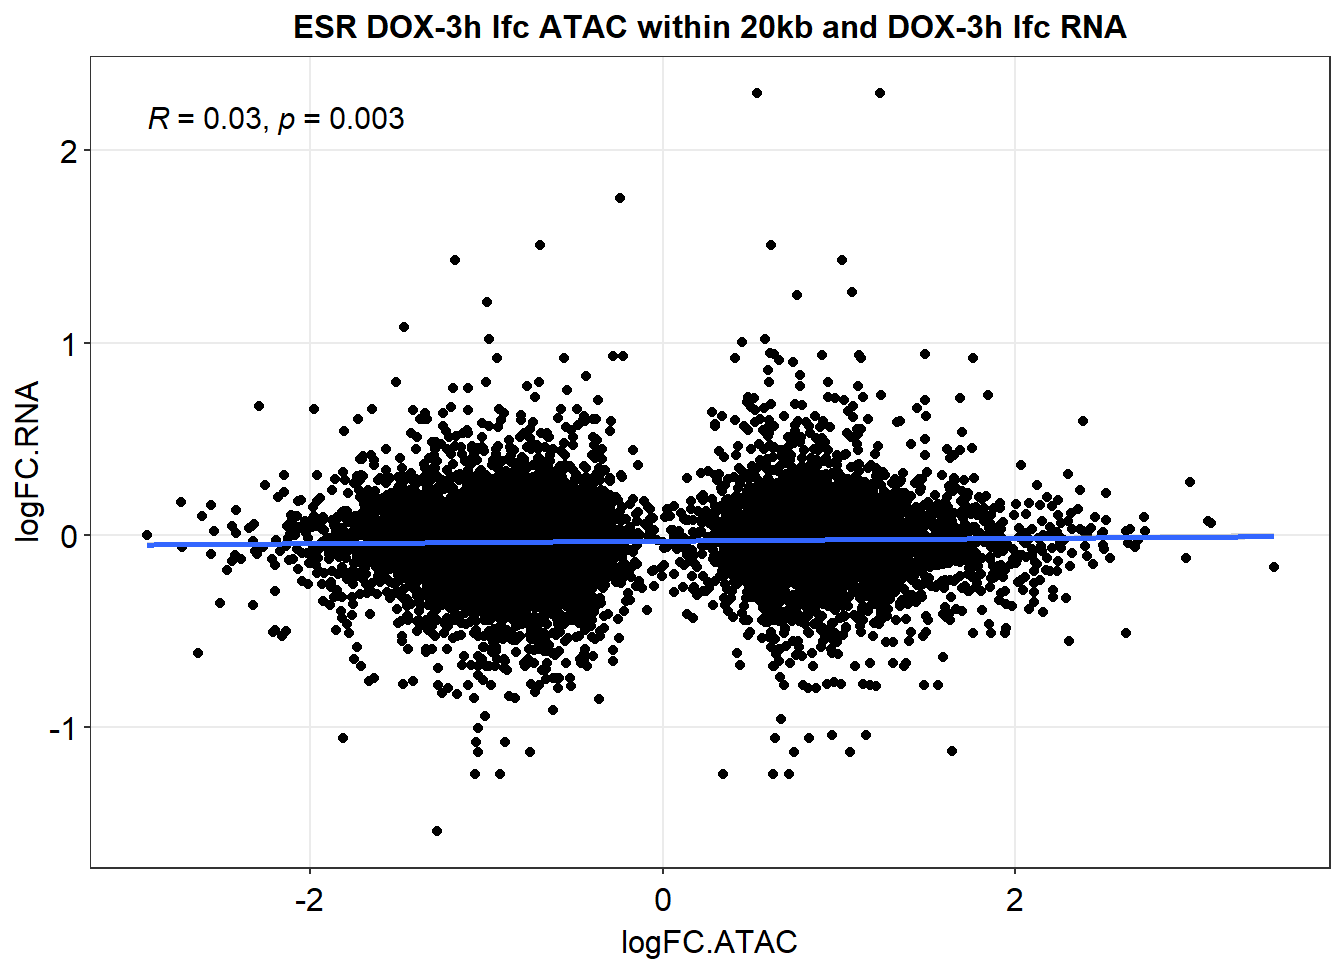 ESR DOX-3h lfc ATAC within 20kb and DOX-3h lfc RNA
R = 0.03, p = 0.003
2
1
0
-1
logFC.RNA
-2
0
2
logFC.ATAC